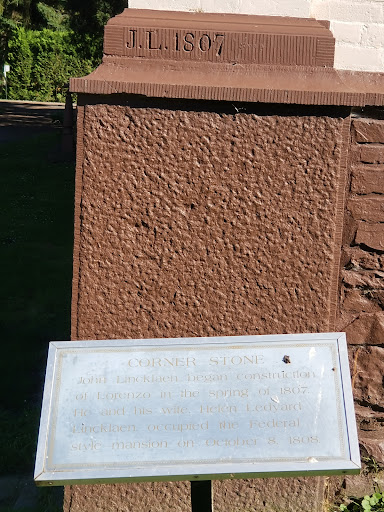 J.L. 1807
CORNER STONE
John Lincklaen began construction
of Lorenzo in the spring of 1807.
He and his wife, Helen Ledyard
Lincklaen occupied the Federal
style mansion on October 8, 1808.